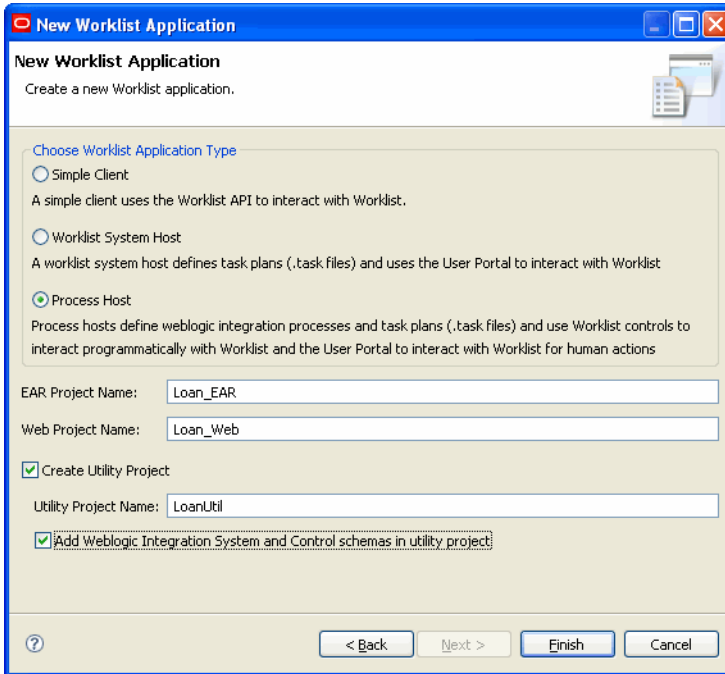 New Worklist Application
New Worklist Application
Create a new Worklist application.
Choose Worklist Application Type
Simple Client
A simple client uses the Worklist API to interact with Worklist.
Worklist System Host
A worklist system host defines task plans (.task files) and uses the User Portal to interact with Worklist
Process Host
Process hosts define weblogic integration processes and task plans (.task files) and use Worklist controls to
interact programmatically with Worklist and the User Portal to interact with Worklist for human actions
EAR Project Name: Loan_EAR
Web Project Name: Loan_Web
Create Utility Project
Utility Project Name: LoanUtil
Add Weblogic Integration System and Control schemas in utility project
? < Back Next > Finish Cancel